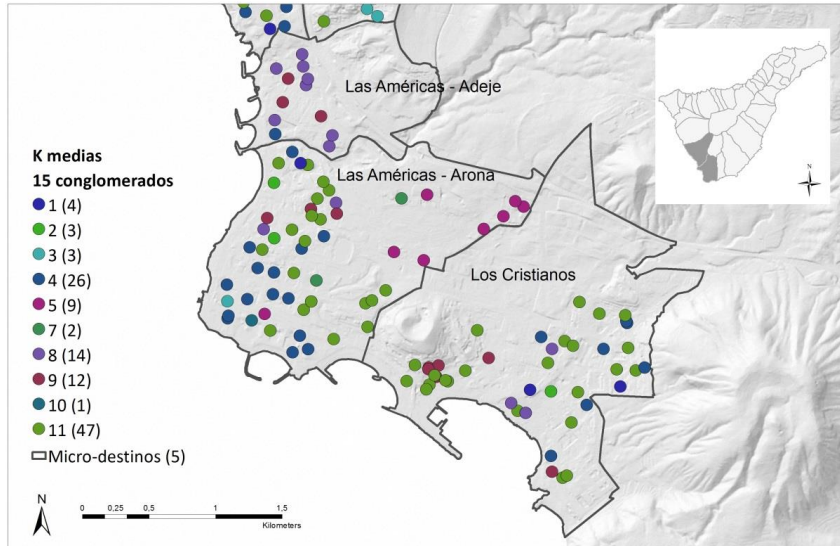 Las Américas - Adeje
Las Américas - Arona
Los Cristianos
K medias
15 conglomerados
1 (4)
2 (3)
3 (3)
4 (26)
5 (9)
7 (2)
8 (14)
9 (12)
10 (1)
11 (47)
Micro-destinos (5)
N
0 0,25 0,5 1 1,5
Kilometers
N